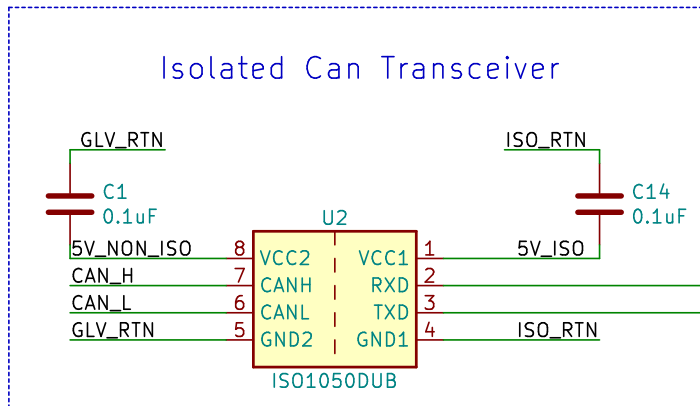 Isolated Can Transceiver
GLV_RTN
ISO_RTN
C1
0.1uF
C14
0.1uF
U2
5V_NON_ISO 8 VCC2 VCC1 1 5V_ISO
CAN_H 7 CANH RXD 2
CAN_L 6 CANL TXD 3
GLV_RTN 5 GND2 GND1 4 ISO_RTN
ISO1050DUB